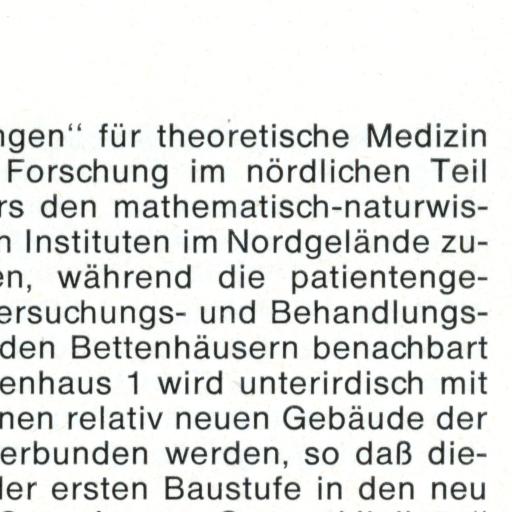 ngen“ für theoretische Medizin
Forschung im nördlichen Teil
rs den mathematisch-naturwis-
n Instituten im Nordgelände zu-
en, während die patientenge-
ersuchungs- und Behandlungs-
den Bettenhäusern benachbart
enhaus 1 wird unterirdisch mit
nen relativ neuen Gebäude der
erbunden werden, so daß die-
ler ersten Baustufe in den neu